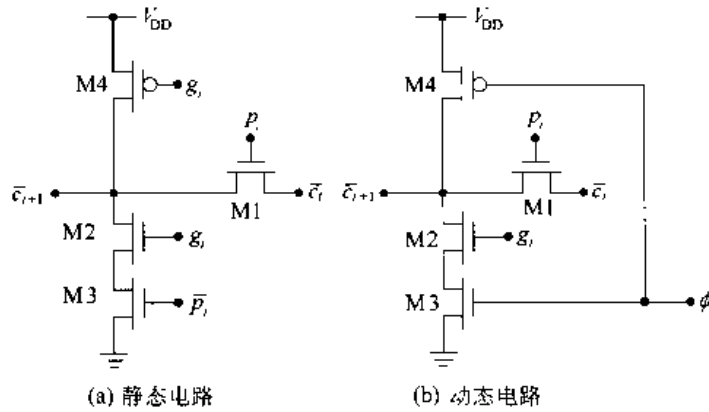 V_DD V_DD
M4 g_i M4
p_i p_i
c̅_{i+1} c̅_i c̅_{i+1} c̅_i
M1 M1
M2 g_i M2 g_i
M3 p̅_i M3 ϕ
(a) 静态电路 (b) 动态电路